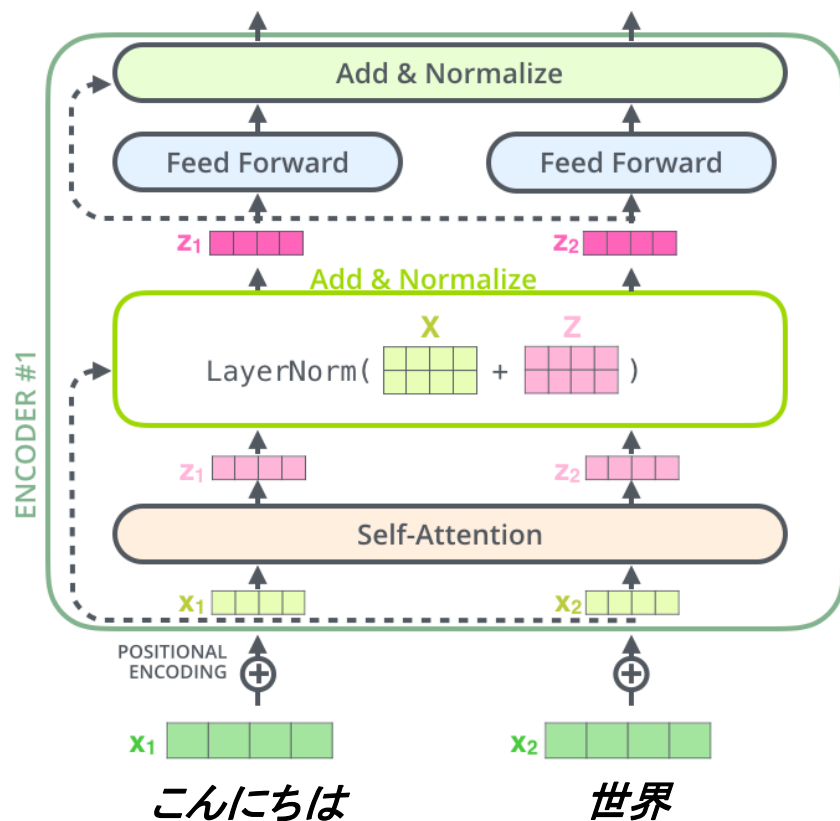 Add & Normalize
Feed Forward Feed Forward
z1 z2
Add & Normalize
X Z
LayerNorm( + )
ENCODER #1
z1 z2
Self-Attention
x1 x2
POSITIONAL
ENCODING
x1 x2
こんにちは 世界